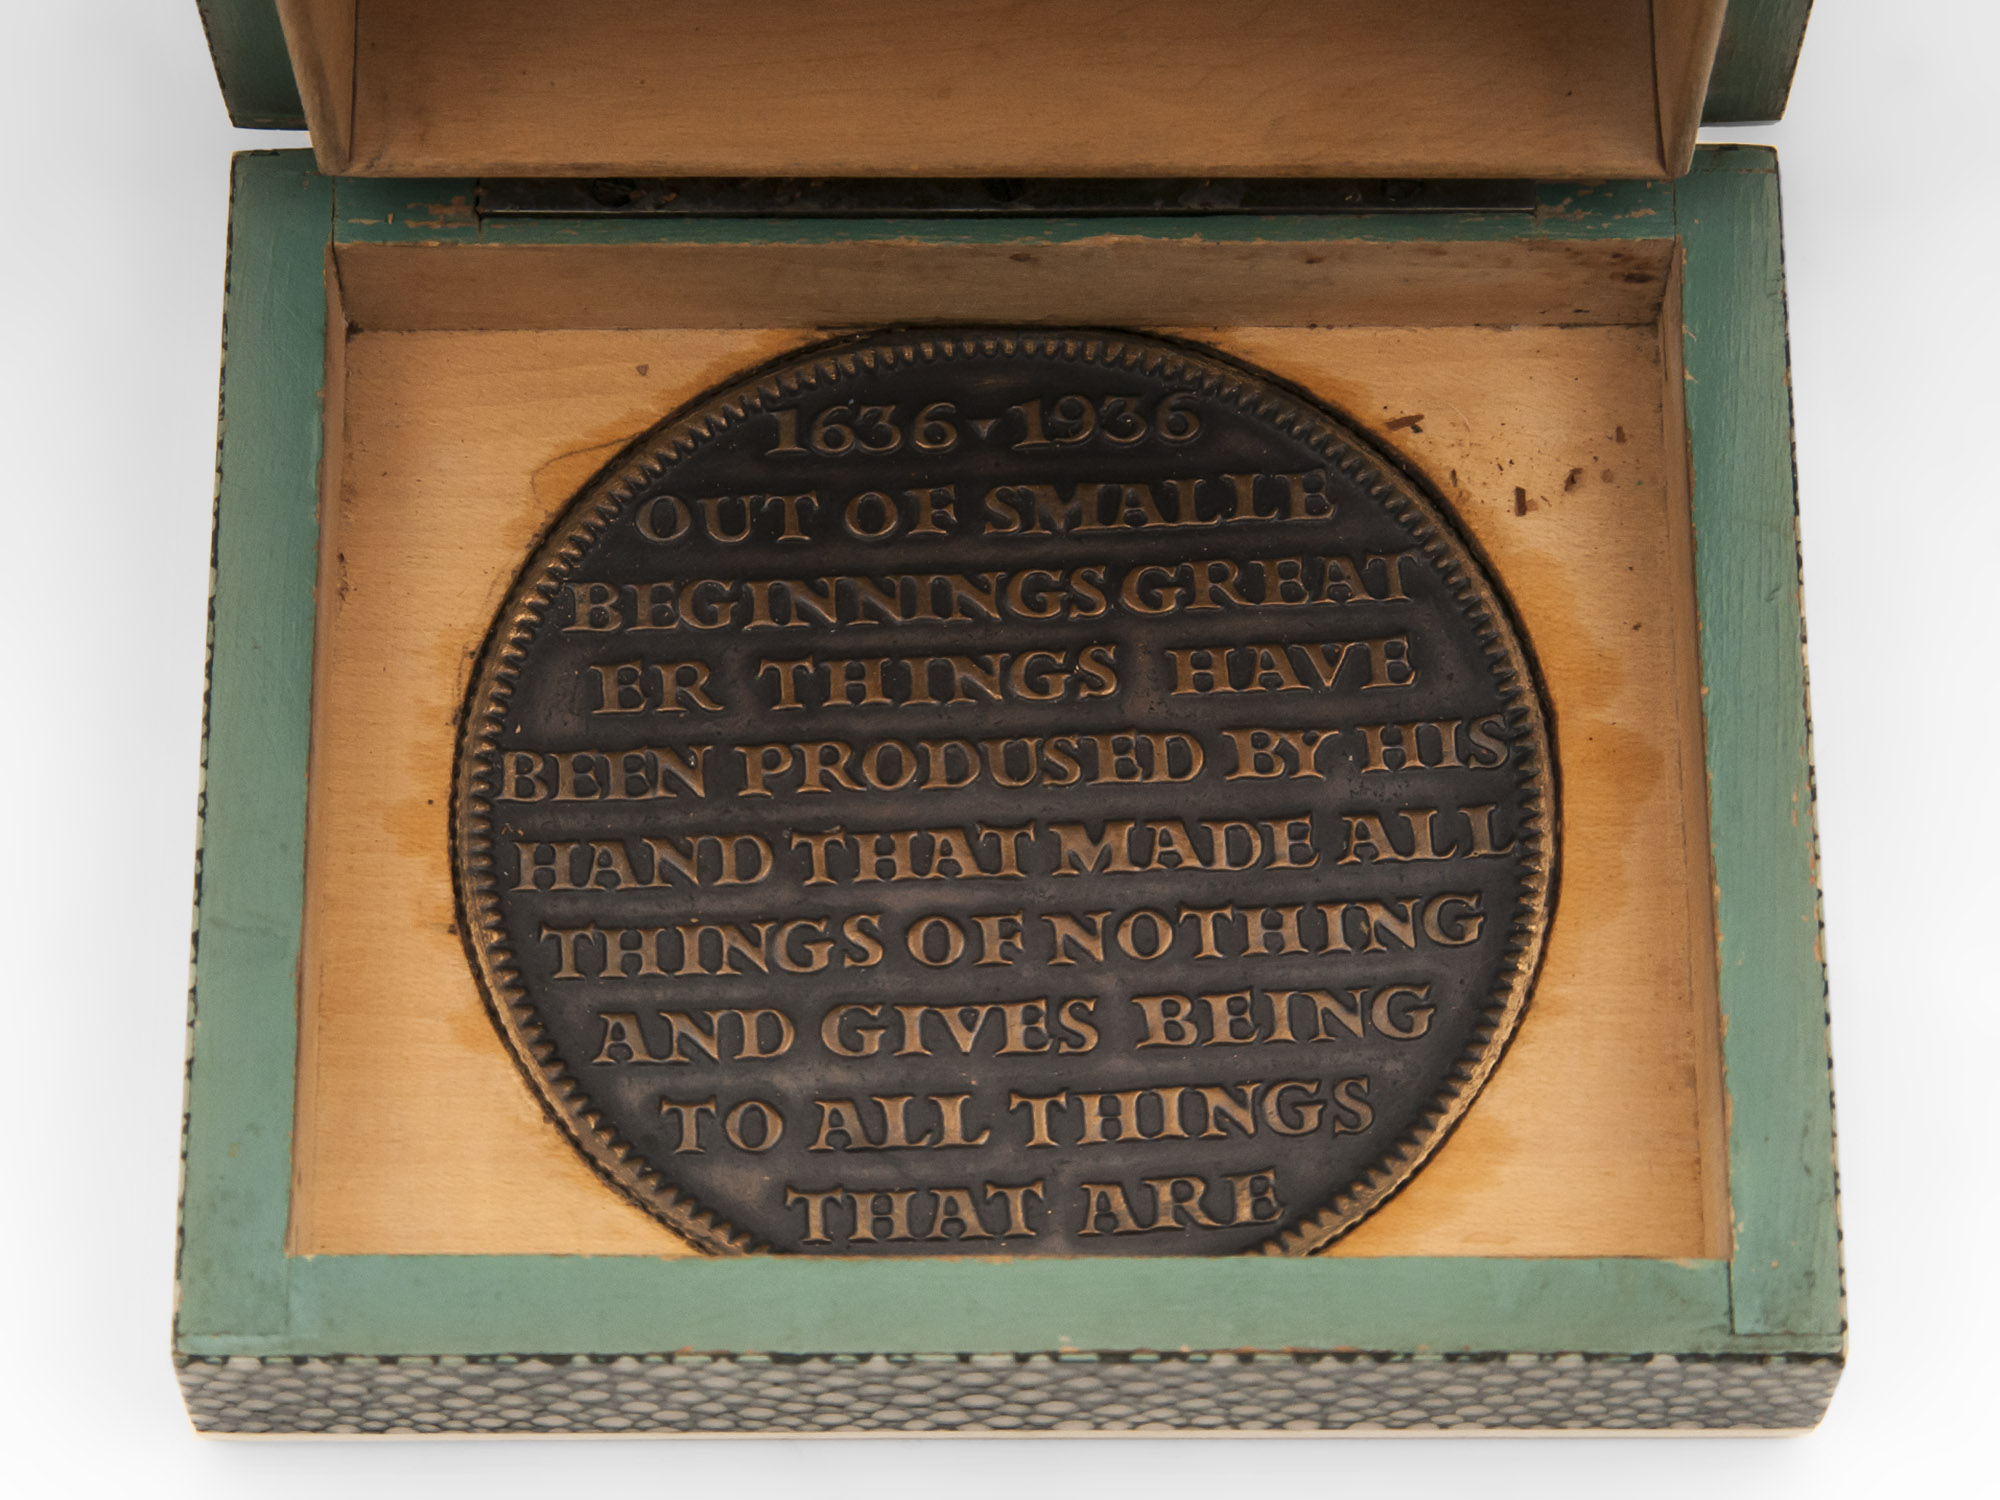 1636 ▾ 1936
OUT OF SMALLE
BEGINNINGS GREAT
ER THINGS HAVE
BEEN PRODUSED BY HIS
HAND THAT MADE ALL
THINGS OF NOTHING
AND GIVES BEING
TO ALL THINGS
THAT ARE